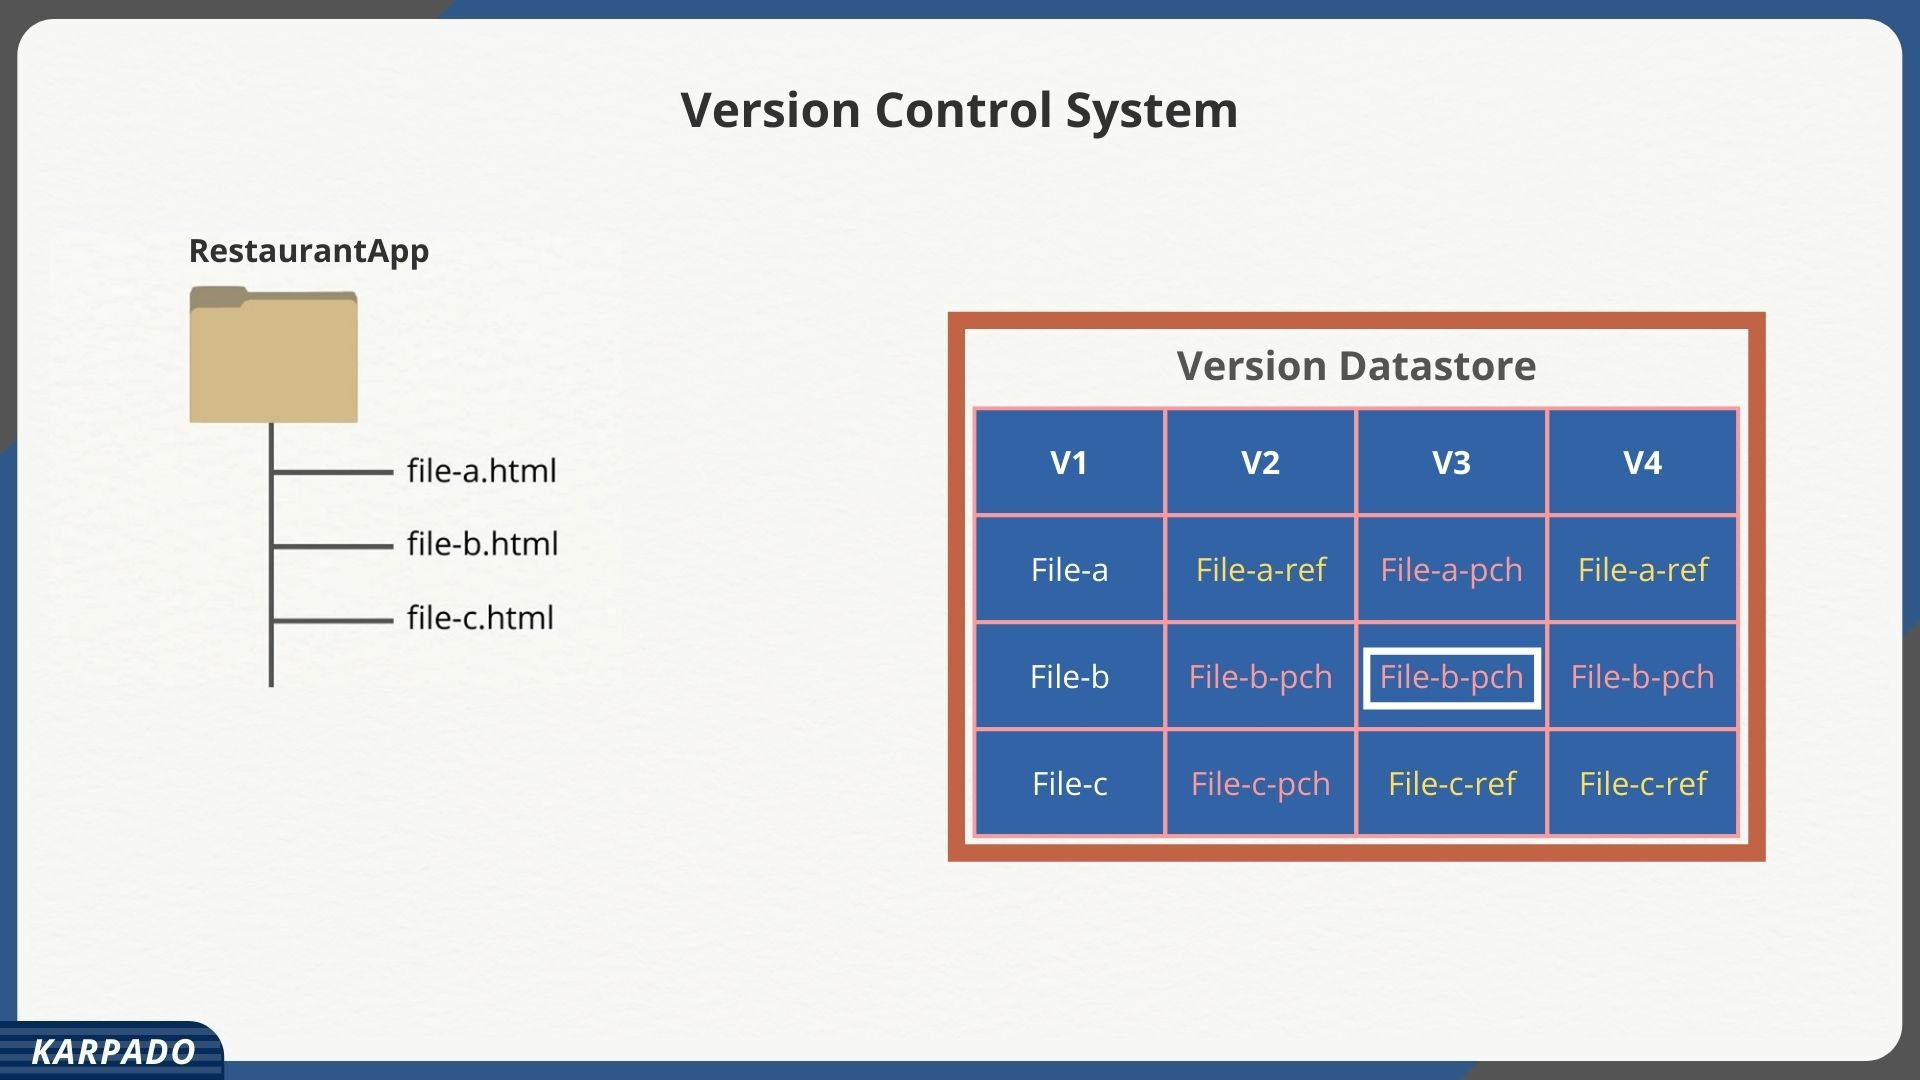 Version Control System
RestaurantApp
file-a.html
file-b.html
file-c.html
Version Datastore
V1 V2 V3 V4
File-a File-a-ref File-a-pch File-a-ref
File-b File-b-pch File-b-pch File-b-pch
File-c File-c-pch File-c-ref File-c-ref
KARPADO